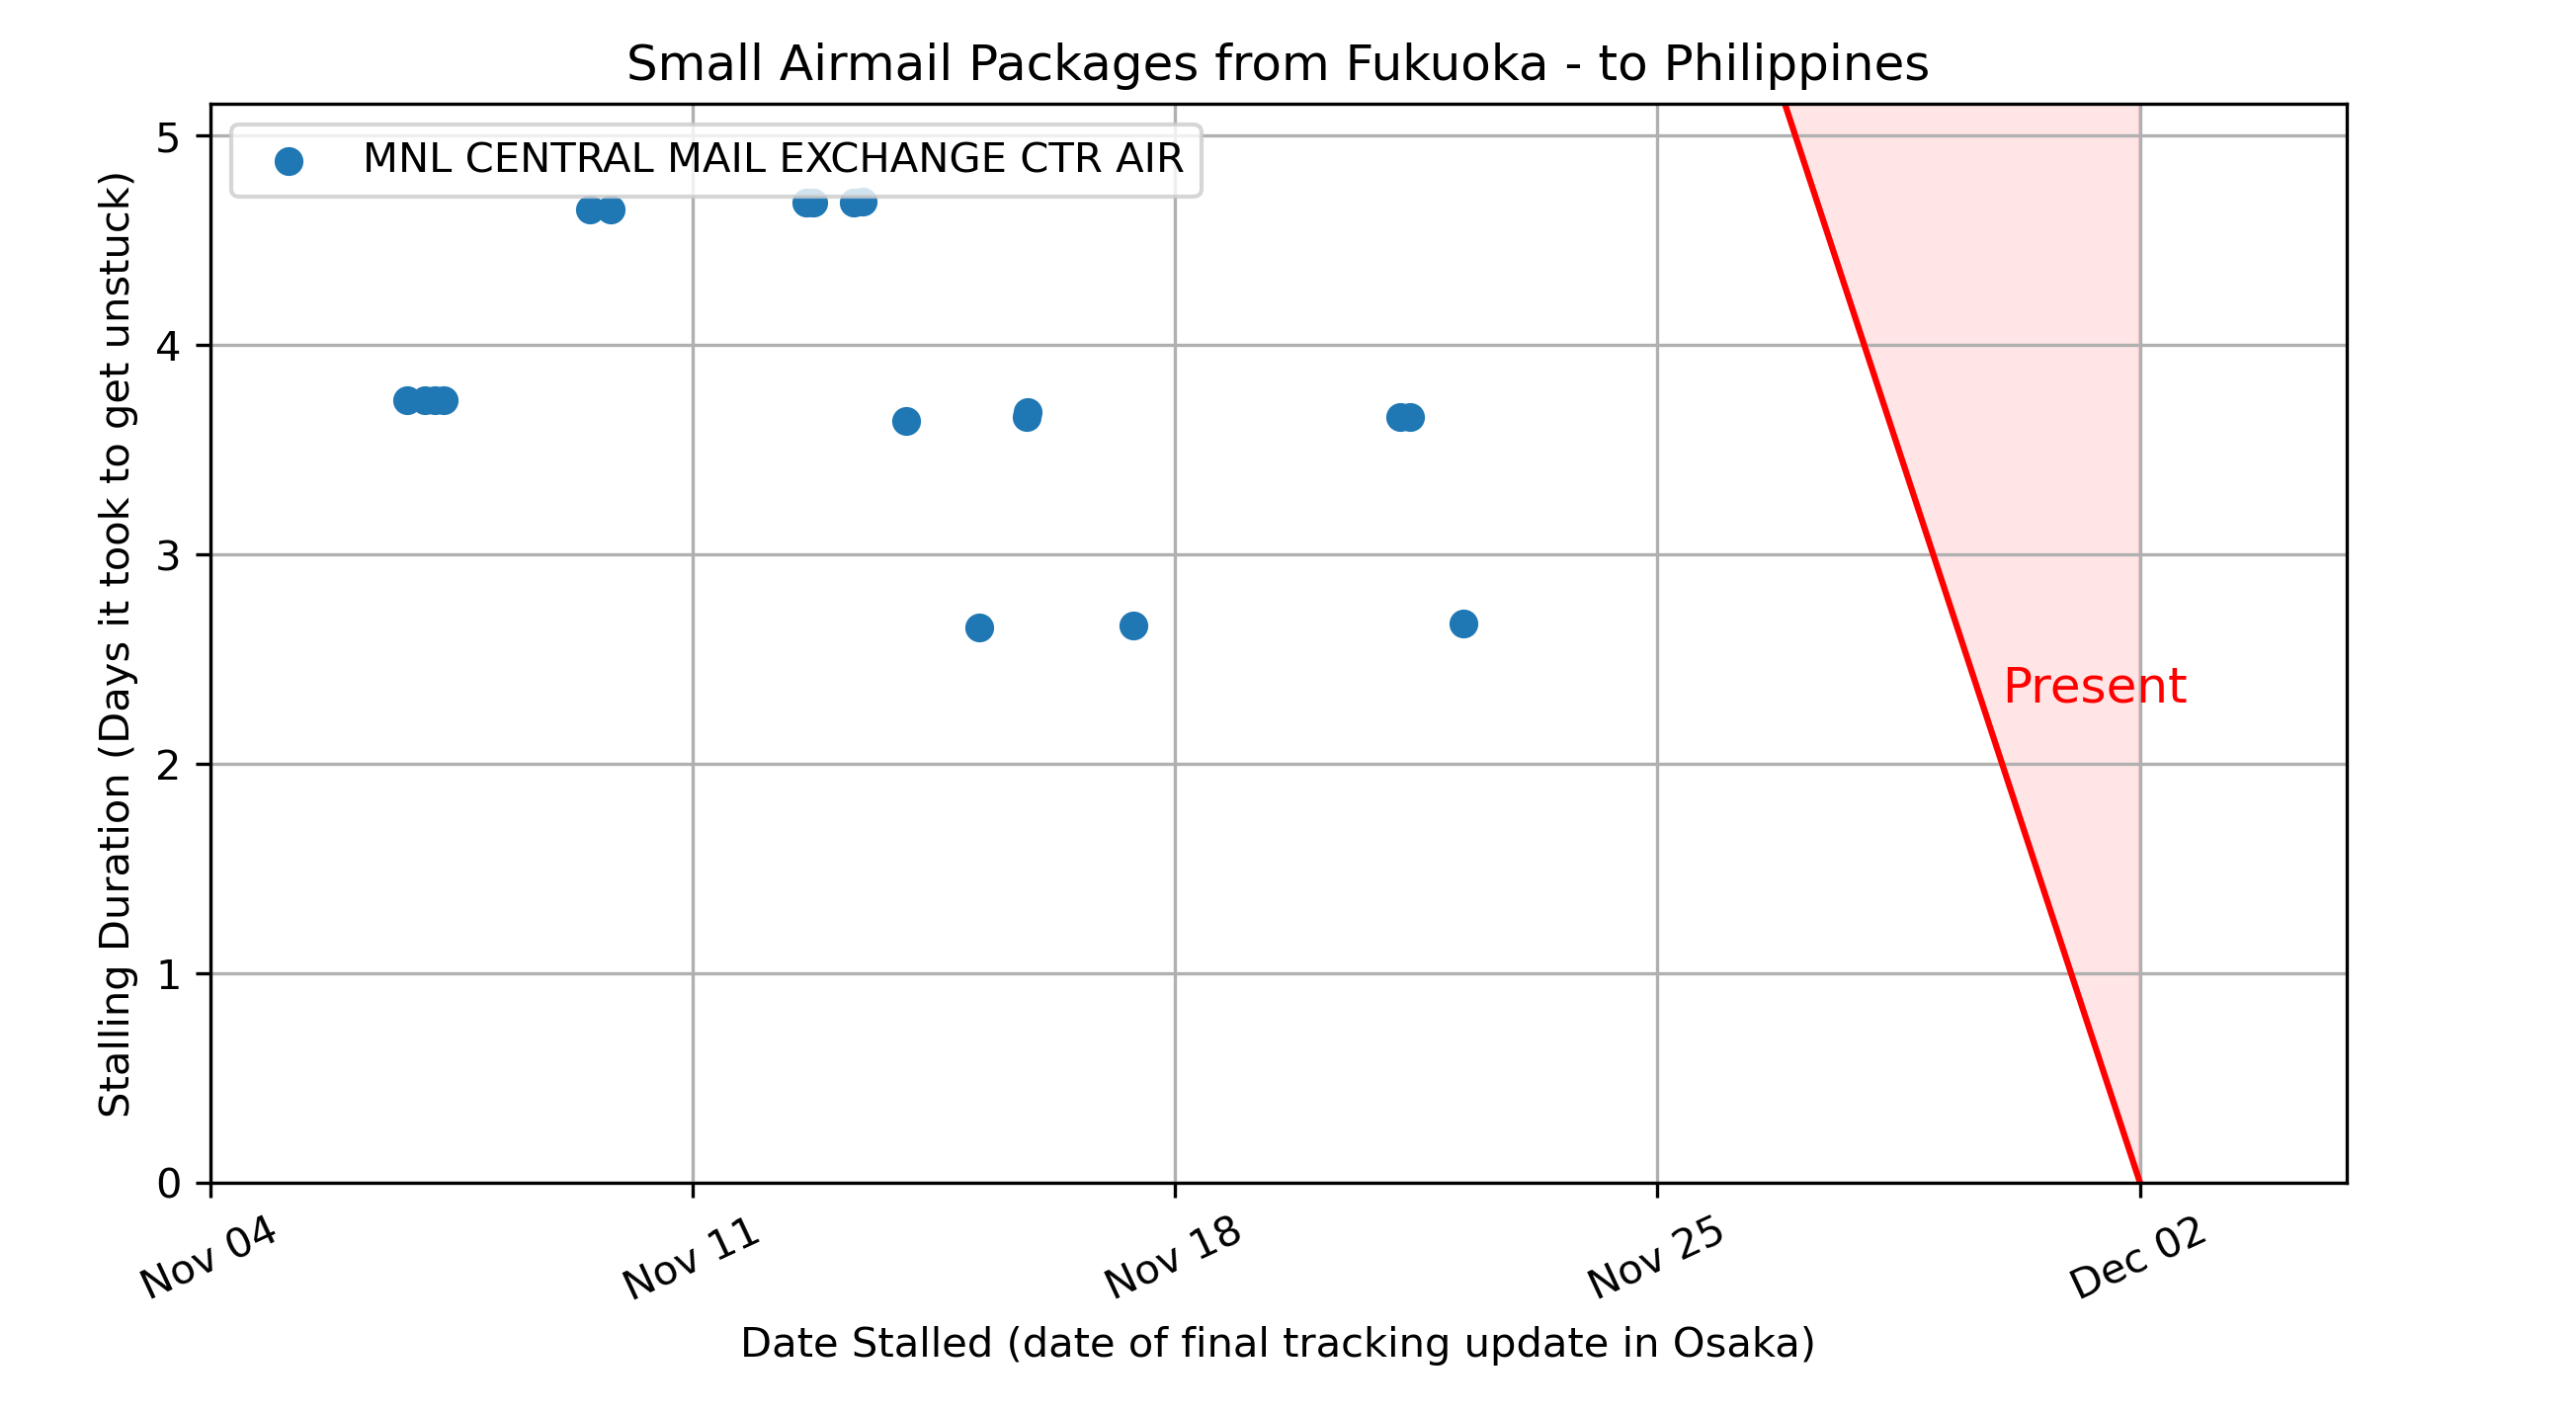 Small Airmail Packages from Fukuoka - to Philippines
MNL CENTRAL MAIL EXCHANGE CTR AIR
Stalling Duration (Days it took to get unstuck)
5
4
3
2
1
0
Present
Nov 04
Nov 11
Nov 18
Nov 25
Dec 02
Date Stalled (date of final tracking update in Osaka)